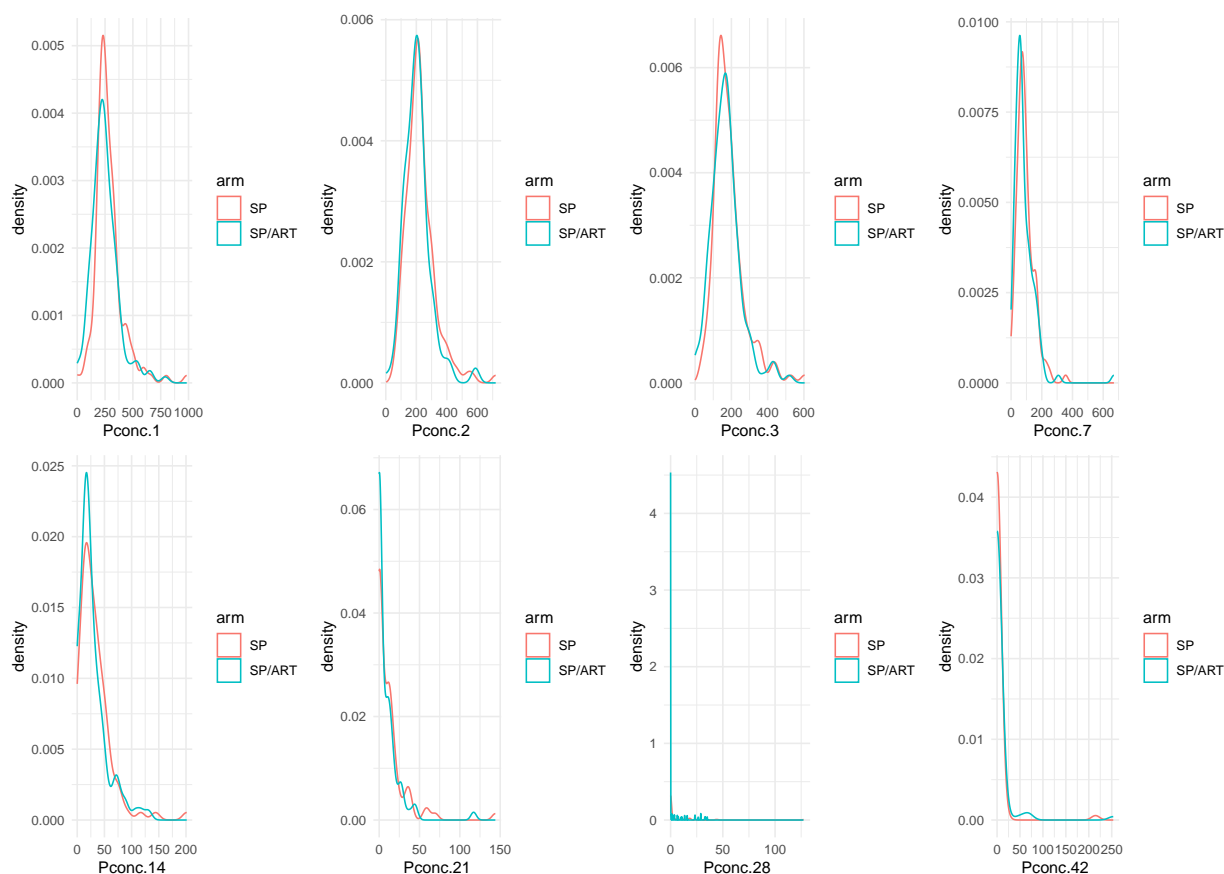 0.005
0.004
0.003
0.002
0.001
0.000
density
0 250 500 750 1000
Pconc.1
arm
SP
SP/ART
0.006
0.004
0.002
0.000
density
0 200 400 600
Pconc.2
arm
SP
SP/ART
0.006
0.004
0.002
0.000
density
0 200 400 600
Pconc.3
arm
SP
SP/ART
0.0100
0.0075
0.0050
0.0025
0.0000
density
0 200 400 600
Pconc.7
arm
SP
SP/ART
0.025
0.020
0.015
0.010
0.005
0.000
density
0 50 100 150 200
Pconc.14
arm
SP
SP/ART
0.06
0.04
0.02
0.00
density
0 50 100 150
Pconc.21
arm
SP
SP/ART
4
3
2
1
0
density
0 50 100
Pconc.28
arm
SP
SP/ART
0.04
0.03
0.02
0.01
0.00
density
0 50 100 150 200 250
Pconc.42
arm
SP
SP/ART